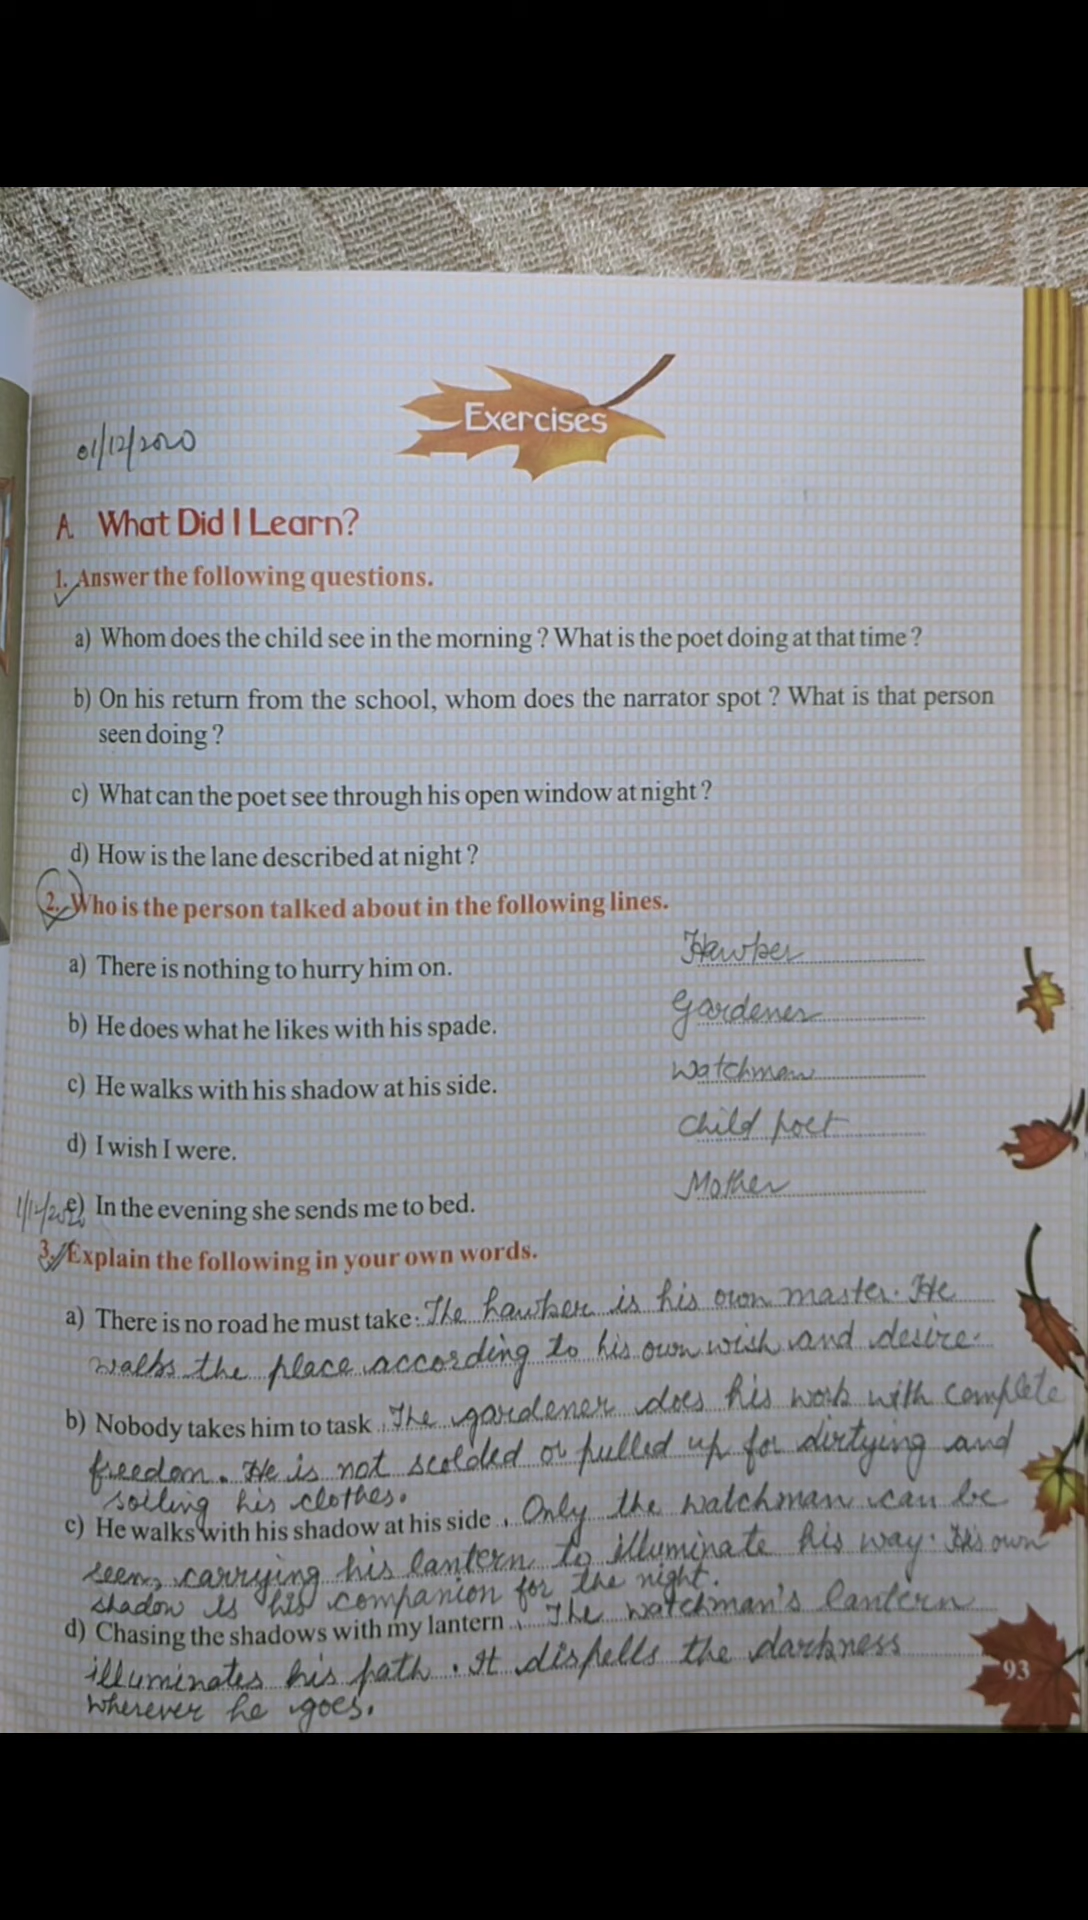 Exercises
01/12/2020
A. What Did I Learn?
1. Answer the following questions.
a) Whom does the child see in the morning ? What is the poet doing at that time ?
b) On his return from the school, whom does the narrator spot ? What is that person
seen doing ?
c) What can the poet see through his open window at night ?
d) How is the lane described at night ?
2. Who is the person talked about in the following lines.
a) There is nothing to hurry him on. Hawker
b) He does what he likes with his spade. Gardener
c) He walks with his shadow at his side. Watchman
d) I wish I were. Child poet
e) In the evening she sends me to bed. Mother
3. Explain the following in your own words.
a) There is no road he must take. The hawker is his own master. He
walks the place according to his own wish and desire.
b) Nobody takes him to task. The gardener does his work with complete
freedom. He is not scolded or pulled up for dirtying and
soiling his clothes.
c) He walks with his shadow at his side. Only the watchman can be
seen, carrying his lantern to illuminate his way. His own
shadow is his companion for the night.
d) Chasing the shadows with my lantern. The watchman's lantern
illuminates his path. It dispells the darkness
wherever he goes.
93